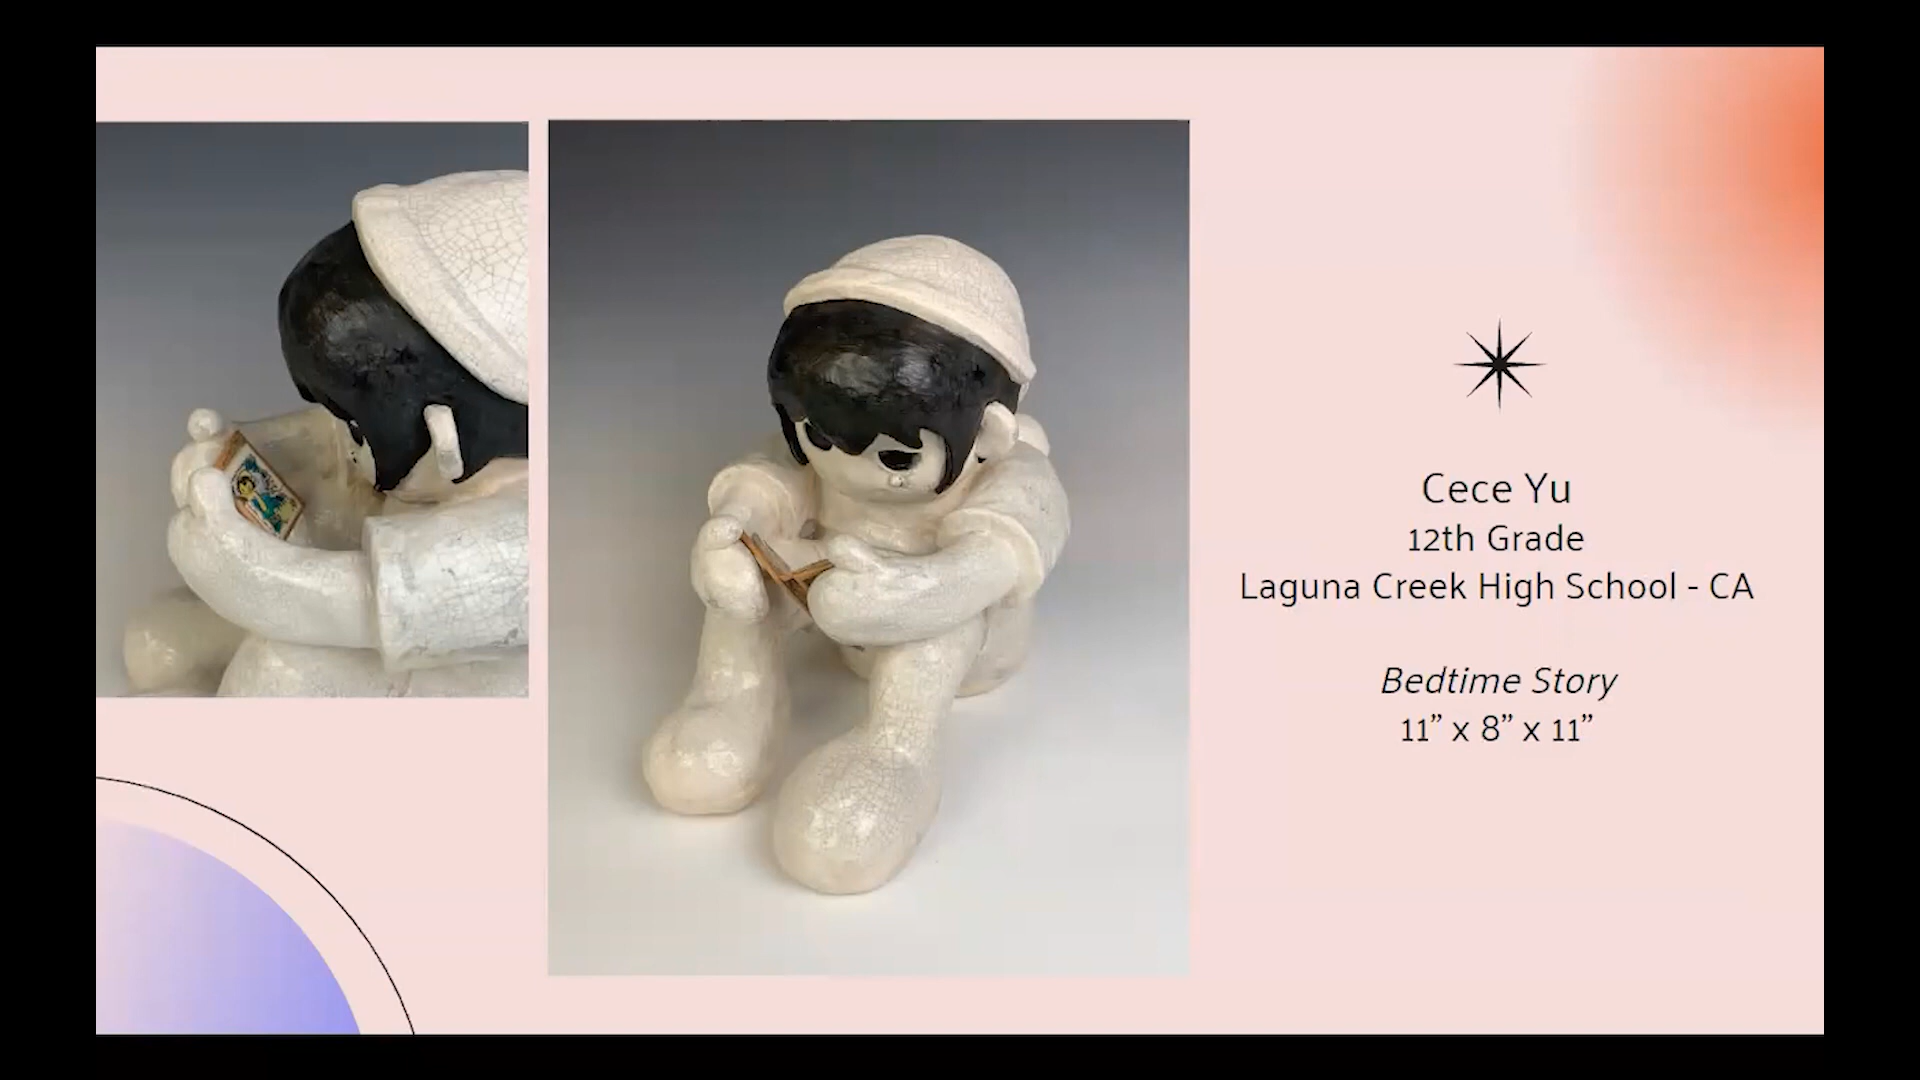 Cece Yu
12th Grade
Laguna Creek High School - CA
Bedtime Story
11” x 8” x 11”